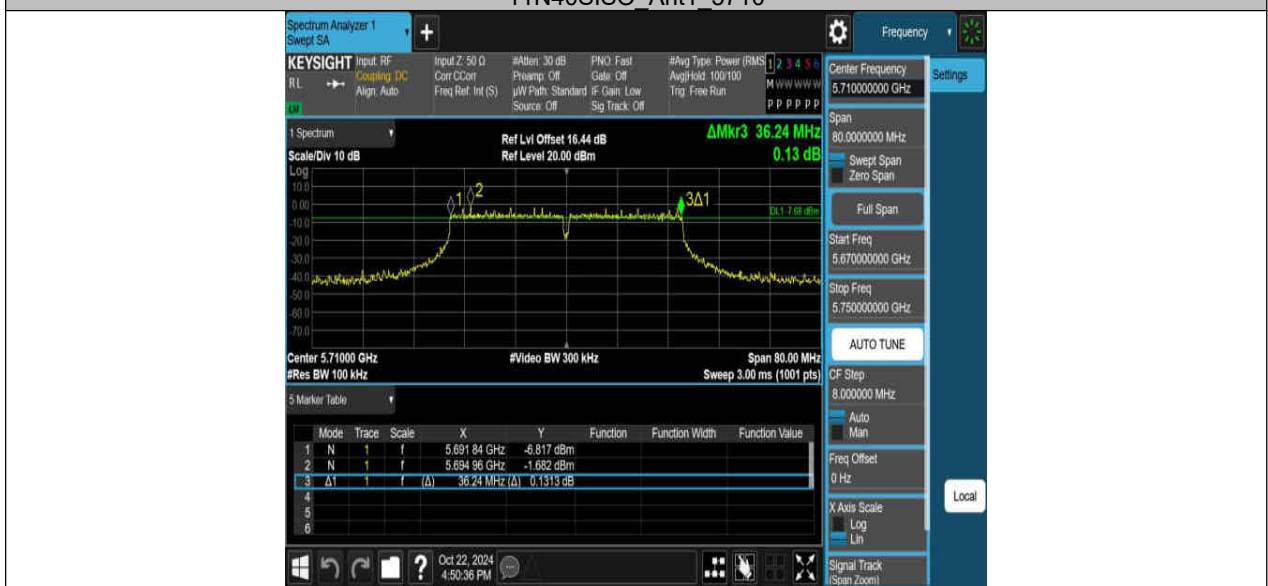 11N40SISO_Ant1_5710
Spectrum Analyzer 1
Swept SA
+
Frequency
KEYSIGHT
RL
Input: RF
Coupling: DC
Align: Auto
Input Z: 50 Ω
Corr CCorr
Freq Ref: Int (S)
#Atten: 30 dB
Preamp: Off
µW Path: Standard
Source: Off
PNO: Fast
Gate: Off
IF Gain: Low
Sig Track: Off
#Avg Type: Power (RMS
Avg|Hold: 100/100
Trig: Free Run
1 2 3 4 5 6
M W W W W W
P P P P P P
Settings
Center Frequency
5.710000000 GHz
Span
80.0000000 MHz
Swept Span
Zero Span
Full Span
Start Freq
5.670000000 GHz
Stop Freq
5.750000000 GHz
AUTO TUNE
CF Step
8.000000 MHz
Auto
Man
Freq Offset
0 Hz
X Axis Scale
Log
Lin
Signal Track
(Span Zoom)
Local
1 Spectrum
Scale/Div 10 dB
Ref Lvl Offset 16.44 dB
Ref Level 20.00 dBm
ΔMkr3 36.24 MHz
0.13 dB
Log
10.0
0.00
-10.0
-20.0
-30.0
-40.0
-50.0
-60.0
-70.0
1
2
3Δ1
DL1 -7.68 dBm
Center 5.71000 GHz
#Video BW 300 kHz
Span 80.00 MHz
#Res BW 100 kHz
Sweep 3.00 ms (1001 pts)
5 Marker Table
Mode Trace Scale X Y Function Function Width Function Value
1 N 1 f 5.691 84 GHz -6.817 dBm
2 N 1 f 5.694 96 GHz -1.682 dBm
3 Δ1 1 f (Δ) 36.24 MHz (Δ) 0.1313 dB
4
5
6
?
Oct 22, 2024
4:50:36 PM